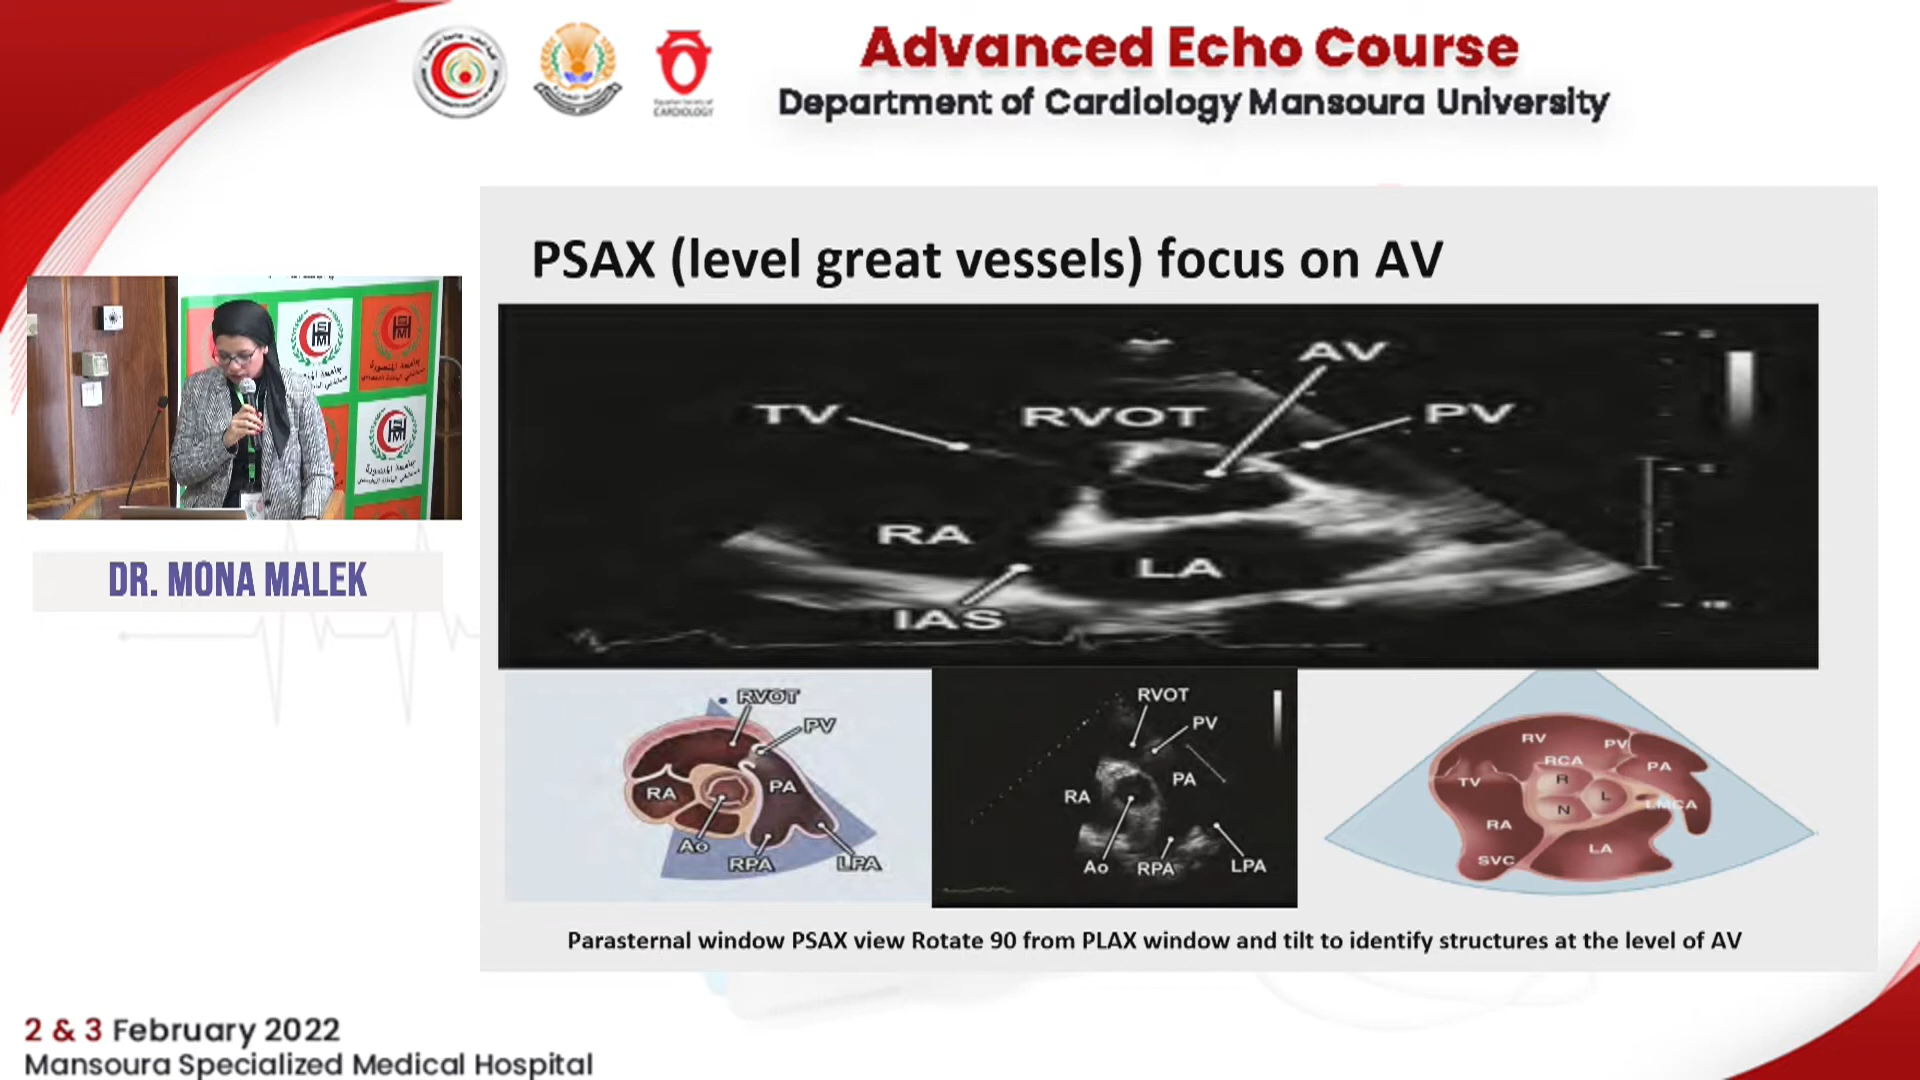 Advanced Echo Course
Department of Cardiology Mansoura University
CARDIOLOGY
PSAX (level great vessels) focus on AV
AV
TV
RVOT
PV
RA
LA
IAS
DR. MONA MALEK
RVOT
PV
RA
PA
Ao
RPA
LPA
RVOT
PV
PA
RA
Ao
RPA
LPA
RV
PV
RCA
PA
TV
R
L
N
LMCA
RA
LA
SVC
Parasternal window PSAX view Rotate 90 from PLAX window and tilt to identify structures at the level of AV
2 & 3 February 2022
Mansoura Specialized Medical Hospital